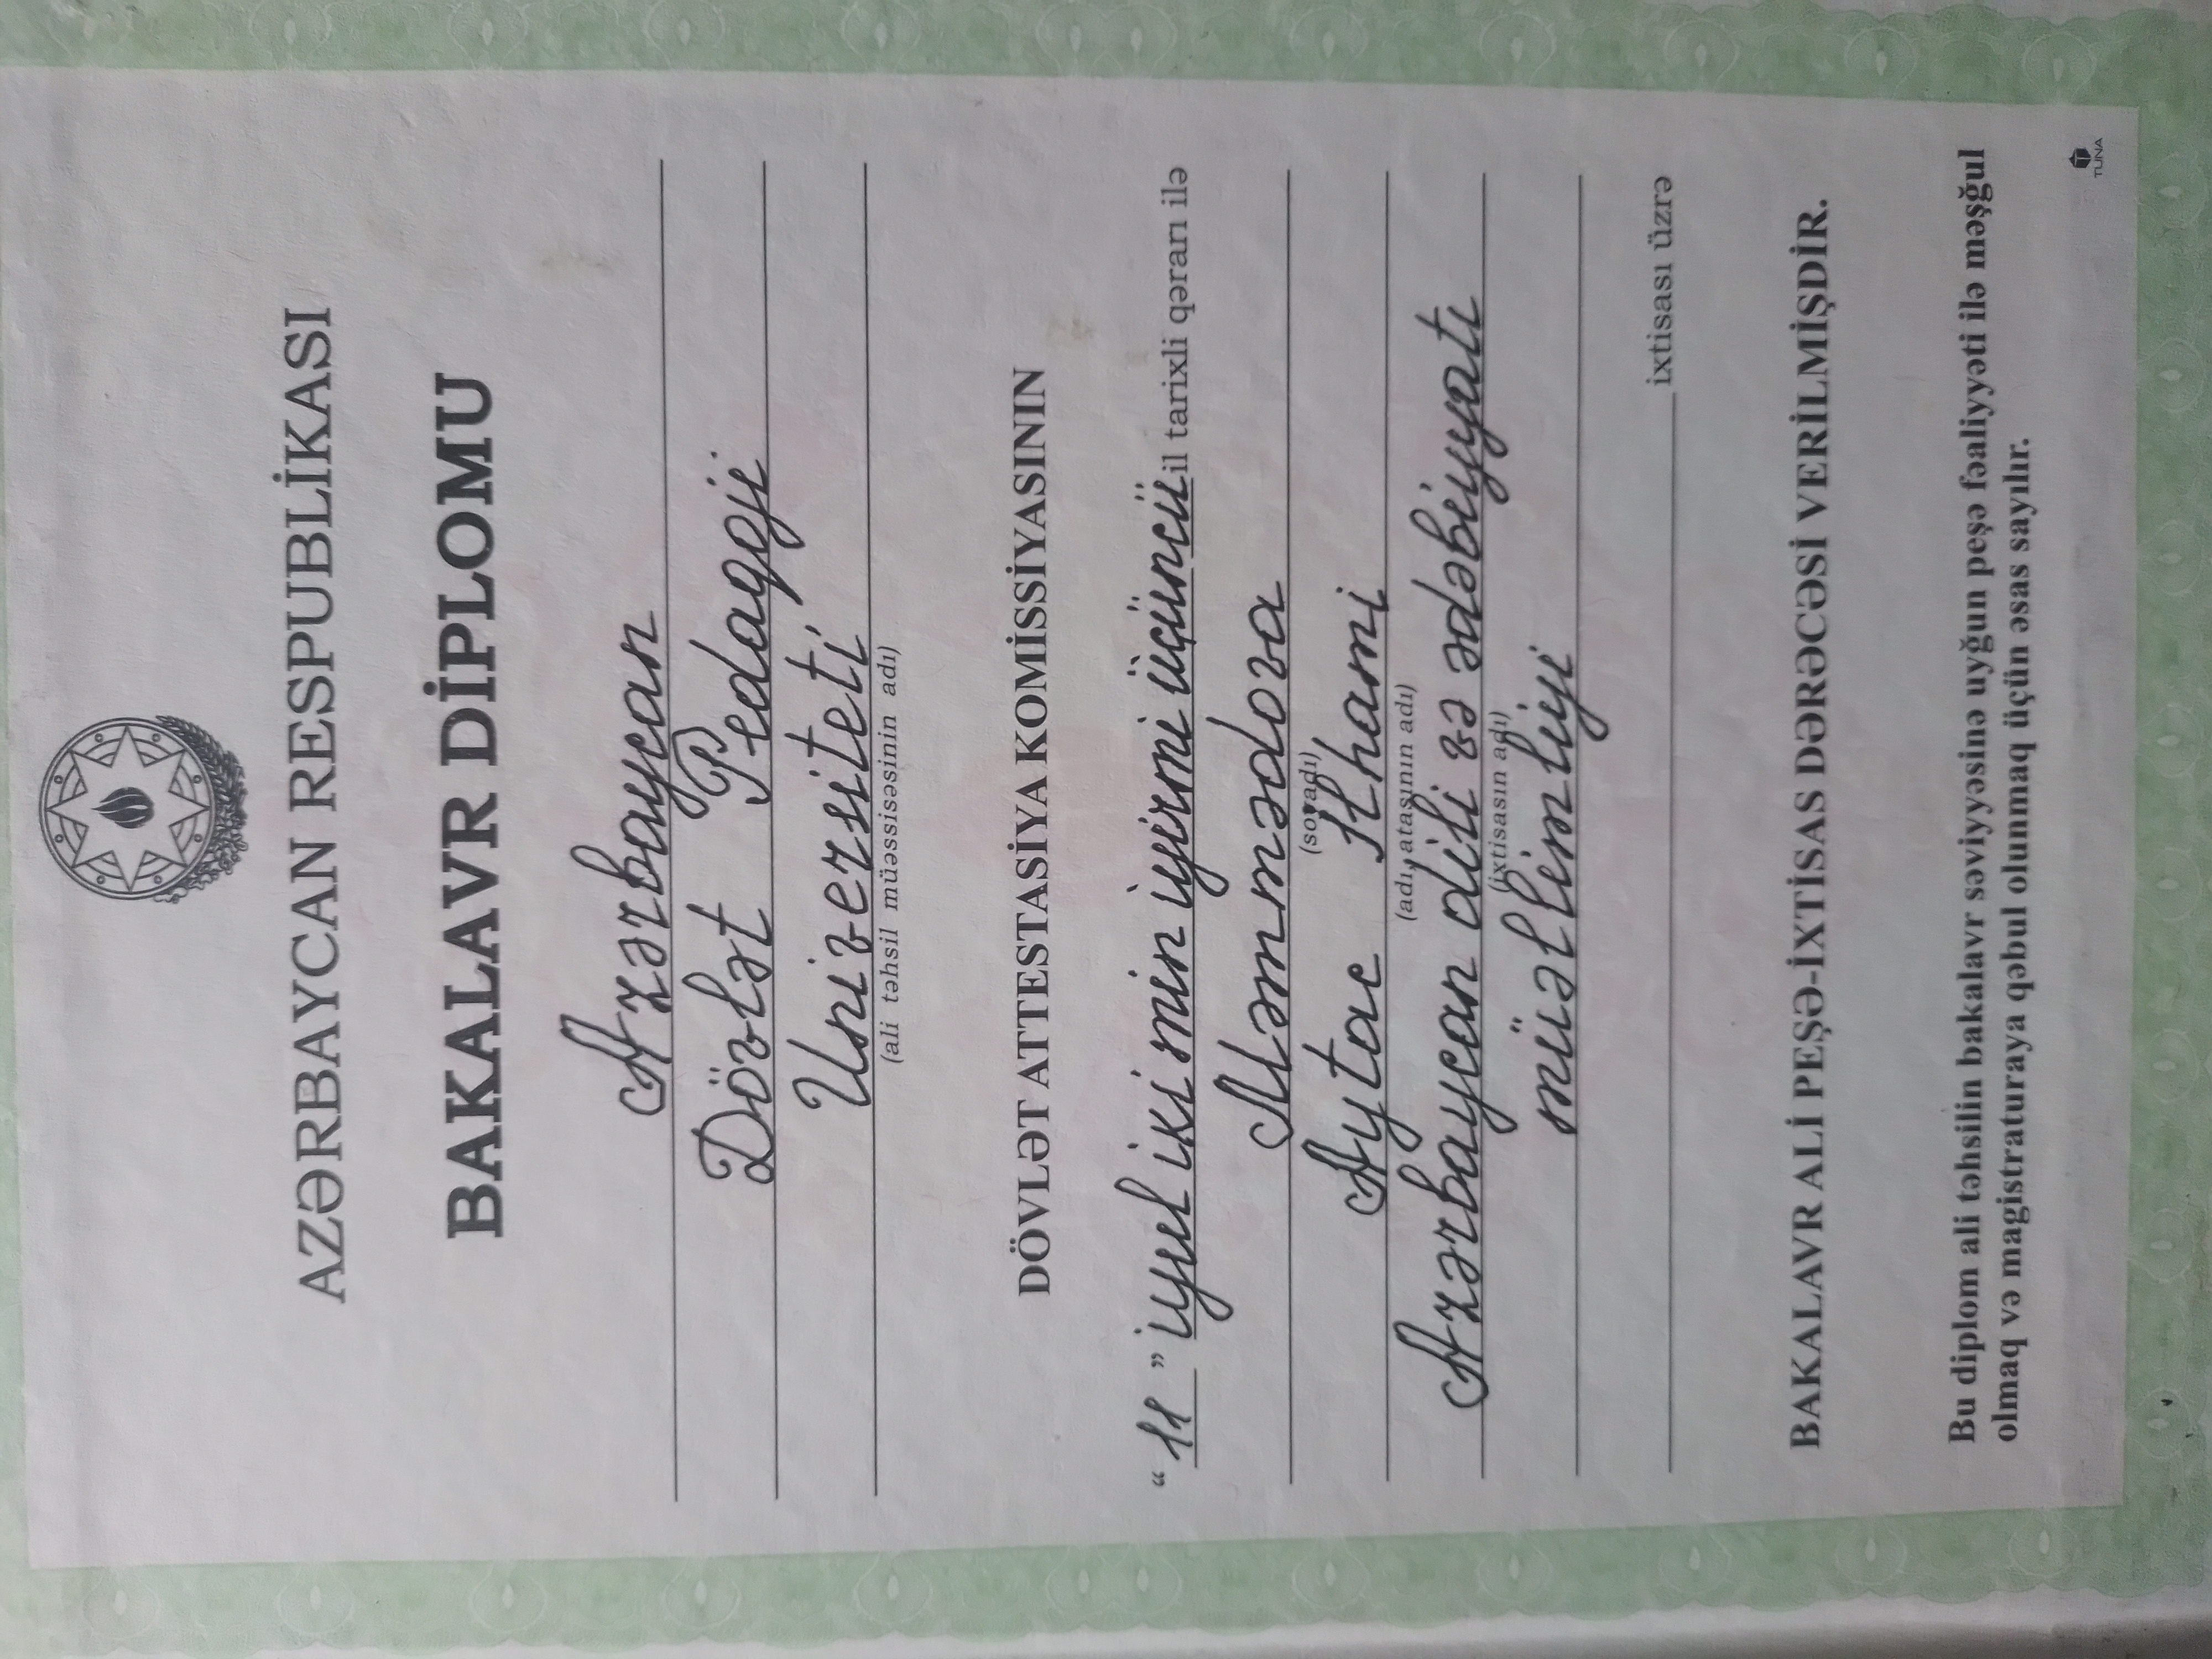 AZƏRBAYCAN RESPUBLİKASI
BAKALAVR DİPLOMU
Azərbaycan
Dövlət Pedaqoji
Universiteti
(ali təhsil müəssisəsinin adı)
DÖVLƏT ATTESTASİYA KOMİSSİYASININ
“ 11 ” iyul iki min iyirmi üçüncü il tarixli qərarı ilə
Məmmədova
(soyadı)
Aytac İlhami
(adı, atasının adı)
Azərbaycan dili və ədəbiyyatı
(ixtisasın adı)
müəllimliyi
ixtisası üzrə
BAKALAVR ALİ PEŞƏ-İXTİSAS DƏRƏCƏSİ VERİLMİŞDİR.
Bu diplom ali təhsilin bakalavr səviyyəsinə uyğun peşə fəaliyyəti ilə məşğul
olmaq və magistraturaya qəbul olunmaq üçün əsas sayılır.
TUNA